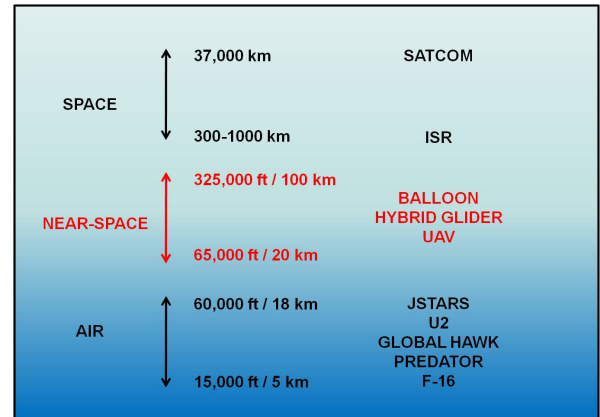 37,000 km SATCOM
SPACE
300-1000 km ISR
325,000 ft / 100 km
BALLOON
HYBRID GLIDER
NEAR-SPACE
UAV
65,000 ft / 20 km
60,000 ft / 18 km JSTARS
U2
AIR
GLOBAL HAWK
PREDATOR
15,000 ft / 5 km F-16